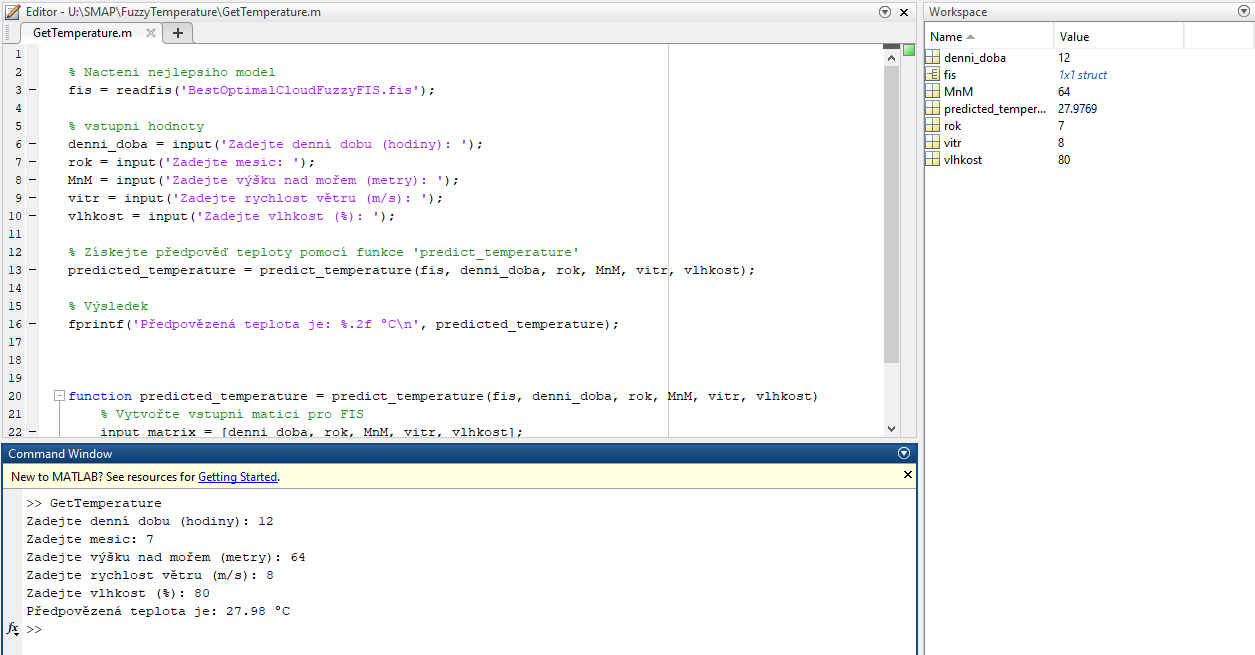 Editor - U:\SMAP\FuzzyTemperature\GetTemperature.m
GetTemperature.m
1
2 % Nacteni nejlepsiho model
3 fis = readfis('BestOptimalCloudFuzzyFIS.fis');
4
5 % vstupni hodnoty
6 denni_doba = input('Zadejte denní dobu (hodiny): ');
7 rok = input('Zadejte mesic: ');
8 MnM = input('Zadejte výšku nad mořem (metry): ');
9 vitr = input('Zadejte rychlost větru (m/s): ');
10 vlhkost = input('Zadejte vlhkost (%): ');
11
12 % Získejte předpověď teploty pomocí funkce 'predict_temperature'
13 predicted_temperature = predict_temperature(fis, denni_doba, rok, MnM, vitr, vlhkost);
14
15 % Výsledek
16 fprintf('Předpovězená teplota je: %.2f °C\n', predicted_temperature);
17
18
19
20 function predicted_temperature = predict_temperature(fis, denni_doba, rok, MnM, vitr, vlhkost)
21 % Vytvořte vstupní matici pro FIS
22 input_matrix = [denni_doba, rok, MnM, vitr, vlhkost];
Command Window
New to MATLAB? See resources for Getting Started.
>> GetTemperature
Zadejte denní dobu (hodiny): 12
Zadejte mesic: 7
Zadejte výšku nad mořem (metry): 64
Zadejte rychlost větru (m/s): 8
Zadejte vlhkost (%): 80
Předpovězená teplota je: 27.98 °C
fx >>
Workspace
Name Value
denni_doba 12
fis 1x1 struct
MnM 64
predicted_temper... 27.9769
rok 7
vitr 8
vlhkost 80